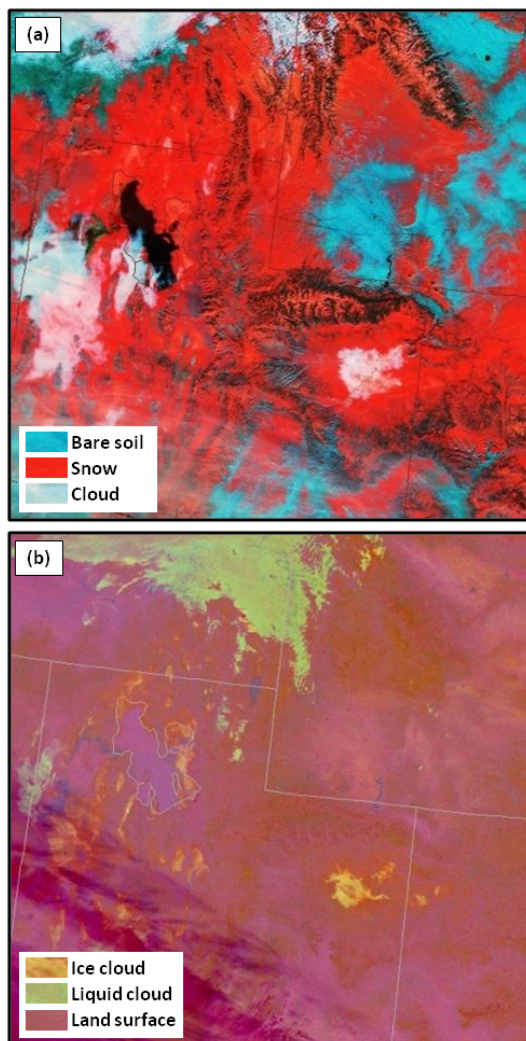 (a)
Bare soil
Snow
Cloud
(b)
Ice cloud
Liquid cloud
Land surface